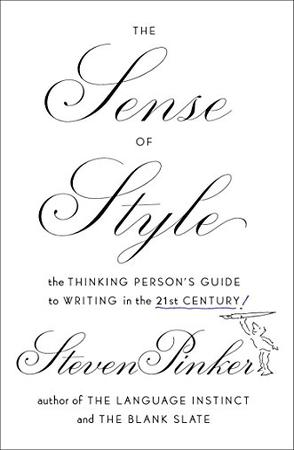 THE
Sense
OF
Style
the THINKING PERSON'S GUIDE
to WRITING in the 21st CENTURY!
Steven Pinker
author of THE LANGUAGE INSTINCT
and THE BLANK SLATE